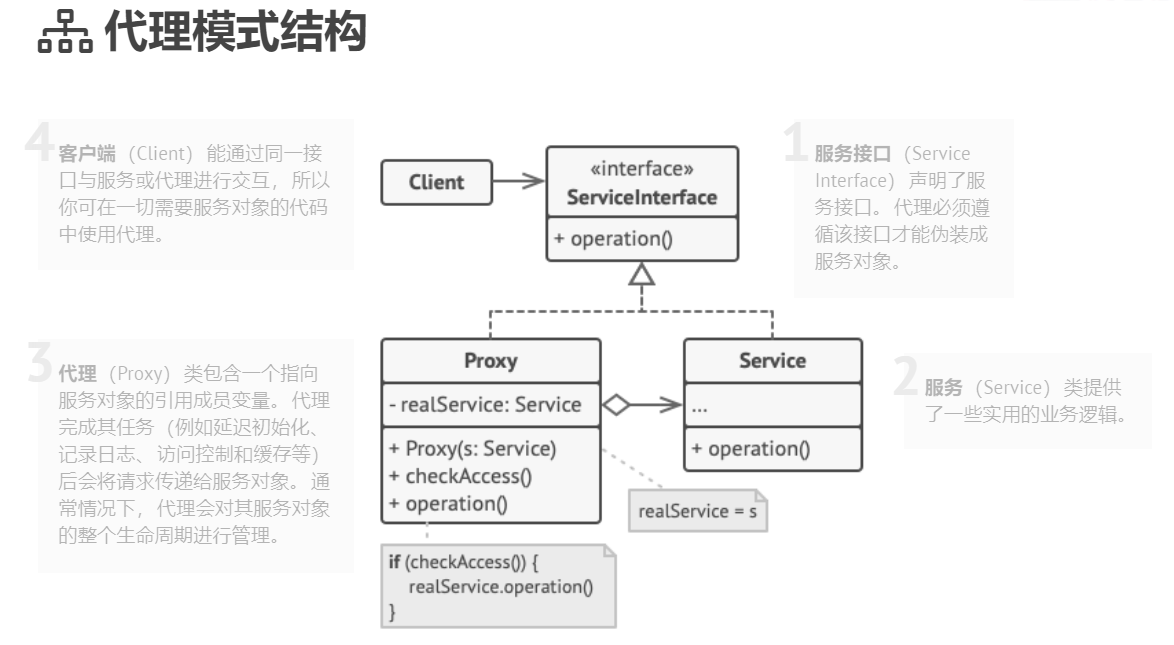 代理模式结构
4
客户端（Client）能通过同一接
口与服务或代理进行交互，所以
你可在一切需要服务对象的代码
中使用代理。
Client
«interface»
ServiceInterface
+ operation()
1
服务接口（Service
Interface）声明了服
务接口。代理必须遵
循该接口才能伪装成
服务对象。
3
代理（Proxy）类包含一个指向
服务对象的引用成员变量。代理
完成其任务（例如延迟初始化、
记录日志、访问控制和缓存等）
后会将请求传递给服务对象。通
常情况下，代理会对其服务对象
的整个生命周期进行管理。
Proxy
- realService: Service
+ Proxy(s: Service)
+ checkAccess()
+ operation()
Service
...
+ operation()
2
服务（Service）类提供
了一些实用的业务逻辑。
realService = s
if (checkAccess()) {
realService.operation()
}